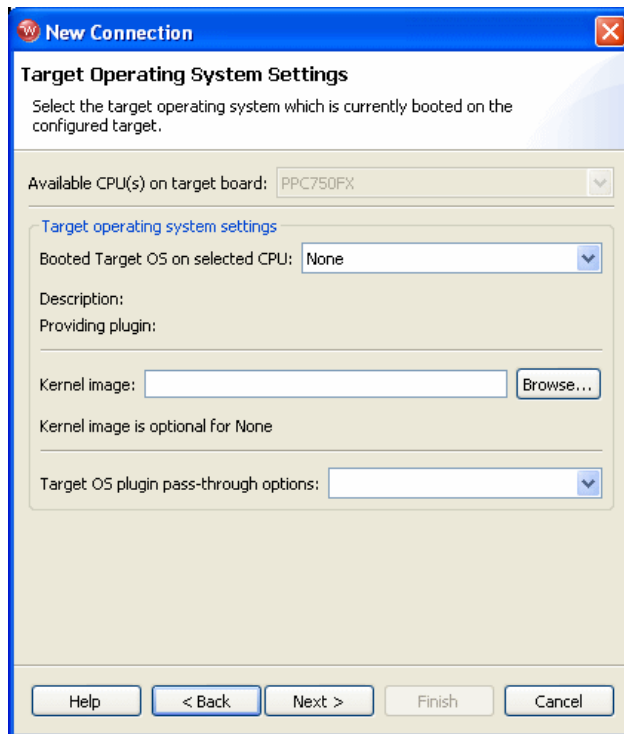 New Connection
Target Operating System Settings
Select the target operating system which is currently booted on the
configured target.
Available CPU(s) on target board: PPC750FX
Target operating system settings
Booted Target OS on selected CPU: None
Description:
Providing plugin:
Kernel image: Browse...
Kernel image is optional for None
Target OS plugin pass-through options:
Help < Back Next > Finish Cancel